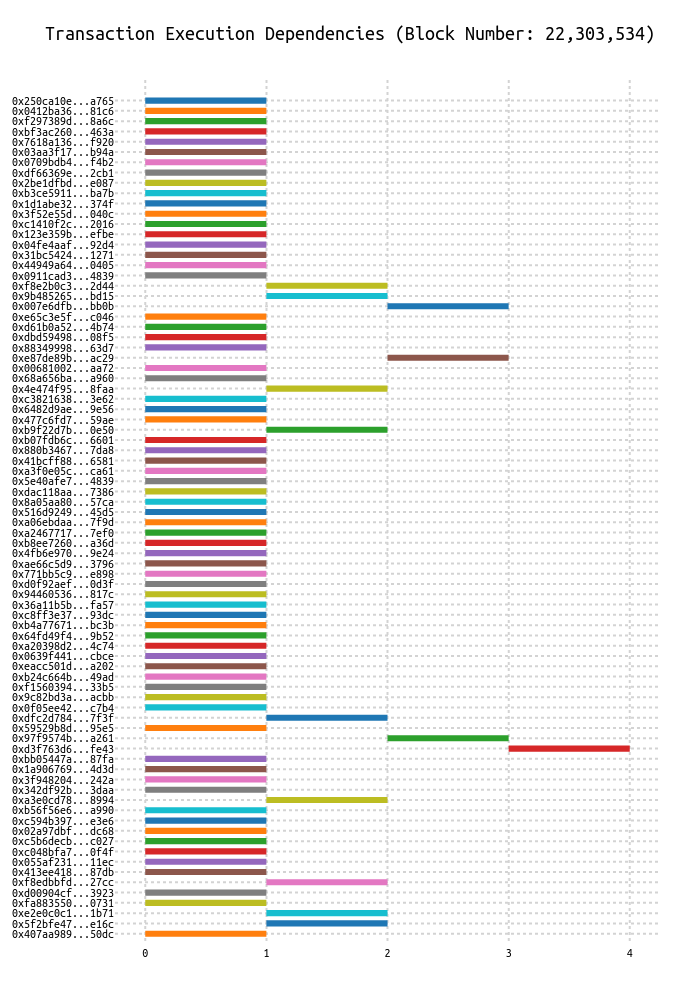 Transaction Execution Dependencies (Block Number: 22,303,534)
0x250ca10e...a765
0x0412ba36...81c6
0xf297389d...8a6c
0xbf3ac260...463a
0x7618a136...f920
0x03aa3f17...b94a
0x0709bdb4...f4b2
0xdf66369e...2cb1
0x2be1dfbd...e087
0xb3ce5911...ba7b
0x1d1abe32...374f
0x3f52e55d...040c
0xc1410f2c...2016
0x123e359b...efbe
0x04fe4aaf...92d4
0x31bc5424...1271
0x44949a64...0405
0x0911cad3...4839
0xf8e2b0c3...2d44
0x9b485265...bd15
0x007e6dfb...bb0b
0xe65c3e5f...c046
0xd61b0a52...4b74
0xdbd59498...08f5
0x88349998...63d7
0xe87de89b...ac29
0x00681002...aa72
0x68a656ba...a960
0x4e474f95...8faa
0xc3821638...3e62
0x6482d9ae...9e56
0x477c6fd7...59ae
0xb9f22d7b...0e50
0xb07fdb6c...6601
0x880b3467...7da8
0x41bcff88...6581
0xa3f0e05c...ca61
0x5e40afe7...4839
0xdac118aa...7386
0x8a05aa80...57ca
0x516d9249...45d5
0xa06ebdaa...7f9d
0xa2467717...7ef0
0xb8ee7260...a36d
0x4fb6e970...9e24
0xae66c5d9...3796
0x771bb5c9...e898
0xd0f92aef...0d3f
0x94460536...817c
0x36a11b5b...fa57
0xc8ff3e37...93dc
0xb4a77671...bc3b
0x64fd49f4...9b52
0xa20398d2...4c74
0x0639f441...cbce
0xeacc501d...a202
0xb24c664b...49ad
0xf1560394...33b5
0x9c82bd3a...acbb
0x0f05ee42...c7b4
0xdfc2d784...7f3f
0x59529b8d...95e5
0x97f9574b...a261
0xd3f763d6...fe43
0xbb05447a...87fa
0x1a906769...4d3d
0x3f948204...242a
0x342df92b...3daa
0xa3e0cd78...8994
0xb56f56e6...a990
0xc594b397...e3e6
0x02a97dbf...dc68
0xc5b6decb...c027
0xc048bfa7...0f4f
0x055af231...11ec
0x413ee418...87db
0xf8edbbfd...27cc
0xd00904cf...3923
0xfa883550...0731
0xe2e0c0c1...1b71
0x5f2bfe47...e16c
0x407aa989...50dc
0 1 2 3 4